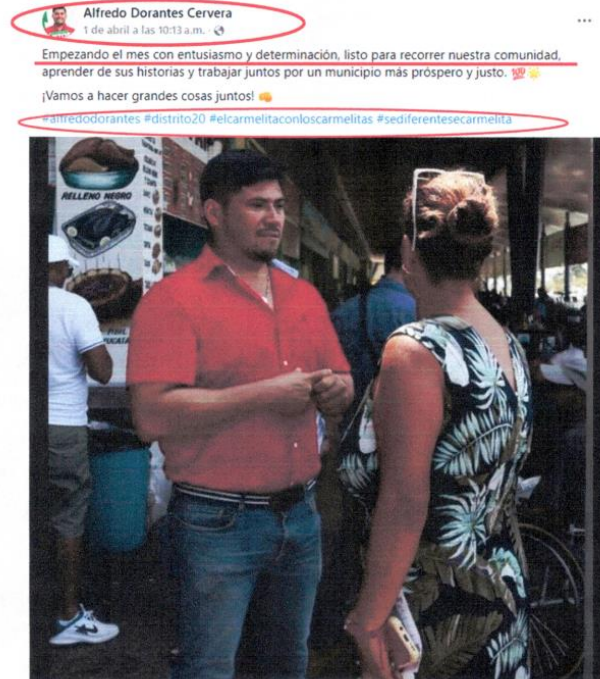 Alfredo Dorantes Cervera
1 de abril a las 10:13 a.m.
Empezando el mes con entusiasmo y determinación, listo para recorrer nuestra comunidad,
aprender de sus historias y trabajar juntos por un municipio más próspero y justo. 💯☀️
¡Vamos a hacer grandes cosas juntos! 👊
#alfredodorantes #distrito20 #elcarmelitaconloscarmelitas #sediferentesecarmelita
RELLENO NEGRO